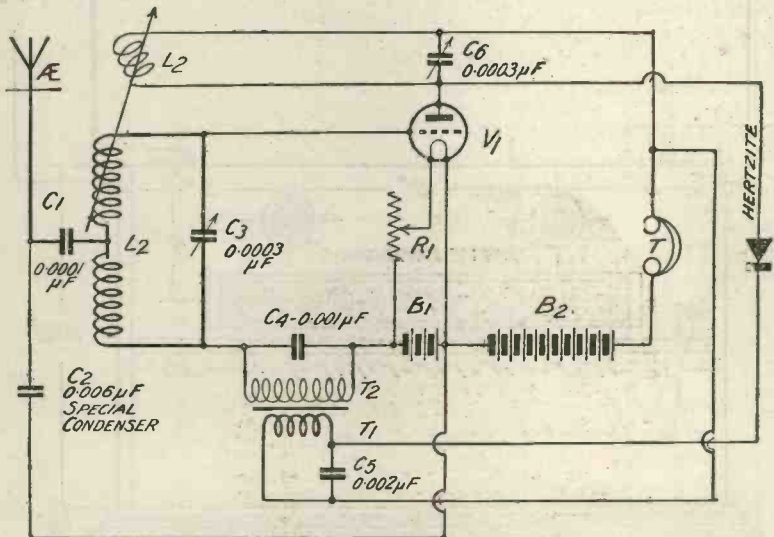 Æ
L2
C6
0.0003µF
V1
C1
0.0001
µF
L2
C3
0.0003
µF
R1
T
HERTZITE
C4-0.001µF
B1
B2
C2
0.006µF
SPECIAL
CONDENSER
T2
T1
C5
0.002µF